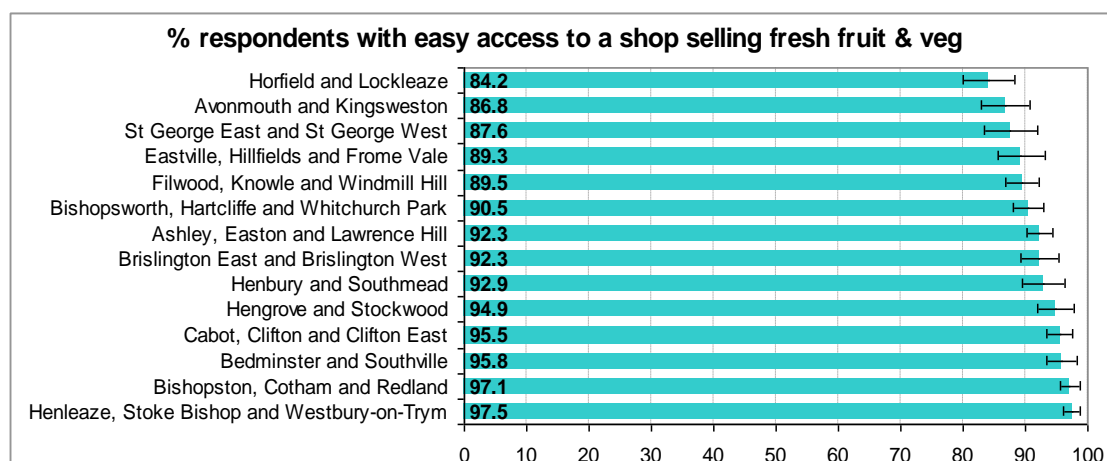 % respondents with easy access to a shop selling fresh fruit & veg
Horfield and Lockleaze 84.2
Avonmouth and Kingsweston 86.8
St George East and St George West 87.6
Eastville, Hillfields and Frome Vale 89.3
Filwood, Knowle and Windmill Hill 89.5
Bishopsworth, Hartcliffe and Whitchurch Park 90.5
Ashley, Easton and Lawrence Hill 92.3
Brislington East and Brislington West 92.3
Henbury and Southmead 92.9
Hengrove and Stockwood 94.9
Cabot, Clifton and Clifton East 95.5
Bedminster and Southville 95.8
Bishopston, Cotham and Redland 97.1
Henleaze, Stoke Bishop and Westbury-on-Trym 97.5
0 10 20 30 40 50 60 70 80 90 100